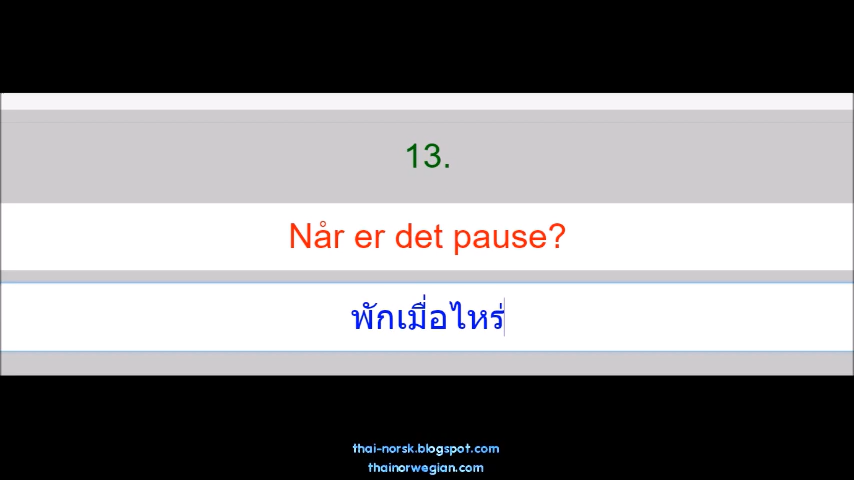 13.
Når er det pause?
พักเมื่อไหร่
thai-norsk.blogspot.com
thainorwegian.com